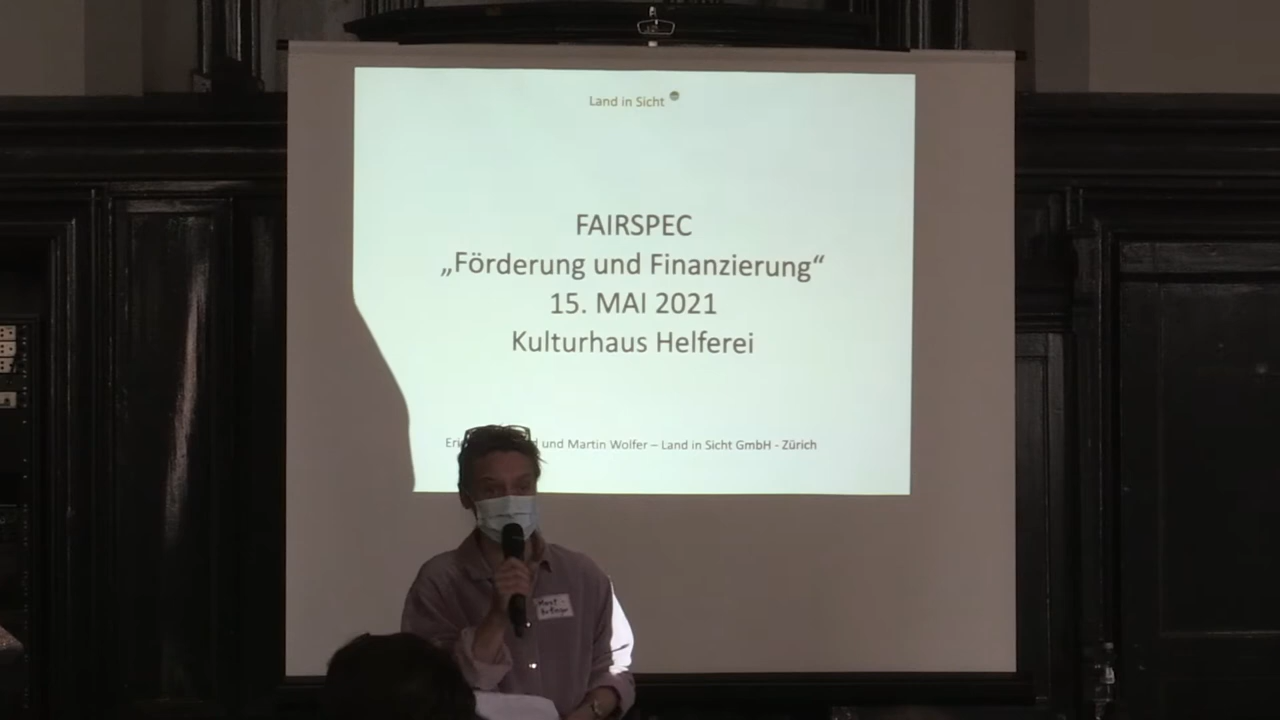 Land in Sicht
FAIRSPEC
„Förderung und Finanzierung“
15. MAI 2021
Kulturhaus Helferei
und Martin Wolfer – Land in Sicht GmbH - Zürich